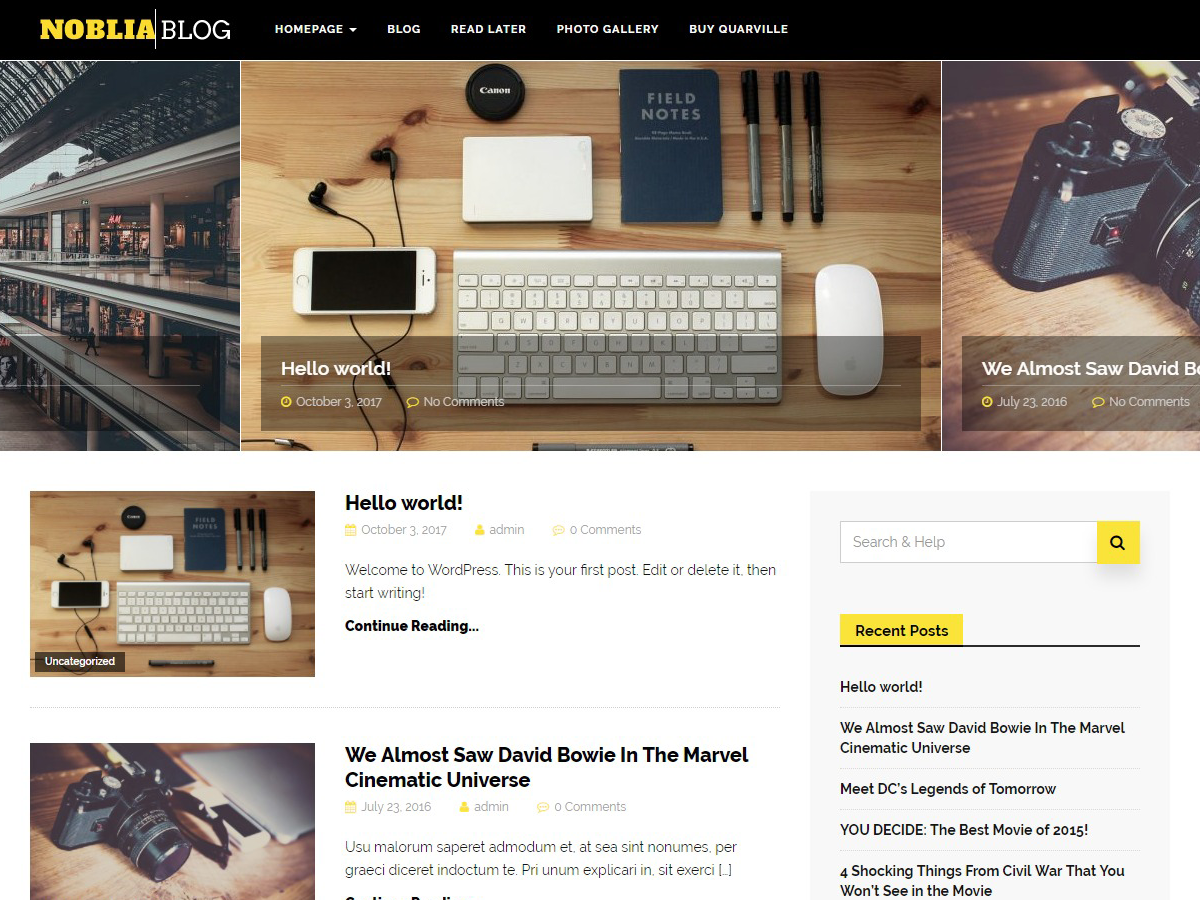 NOBLIA BLOG
HOMEPAGE BLOG READ LATER PHOTO GALLERY BUY QUARVILLE
H&M
Canon
FIELD
NOTES
Hello world!
October 3, 2017 No Comments
We Almost Saw David Bo
July 23, 2016 No Comments
Hello world!
October 3, 2017 admin 0 Comments
Welcome to WordPress. This is your first post. Edit or delete it, then
start writing!
Continue Reading...
FIELD
NOTES
Uncategorized
We Almost Saw David Bowie In The Marvel
Cinematic Universe
July 23, 2016 admin 0 Comments
Usu malorum saperet admodum et, at sea sint nonumes, per
graeci diceret indoctum te. Pri unum explicari in, sit exerci [...]
Continue Reading...
Search & Help
Recent Posts
Hello world!
We Almost Saw David Bowie In The Marvel
Cinematic Universe
Meet DC’s Legends of Tomorrow
YOU DECIDE: The Best Movie of 2015!
4 Shocking Things From Civil War That You
Won’t See in the Movie